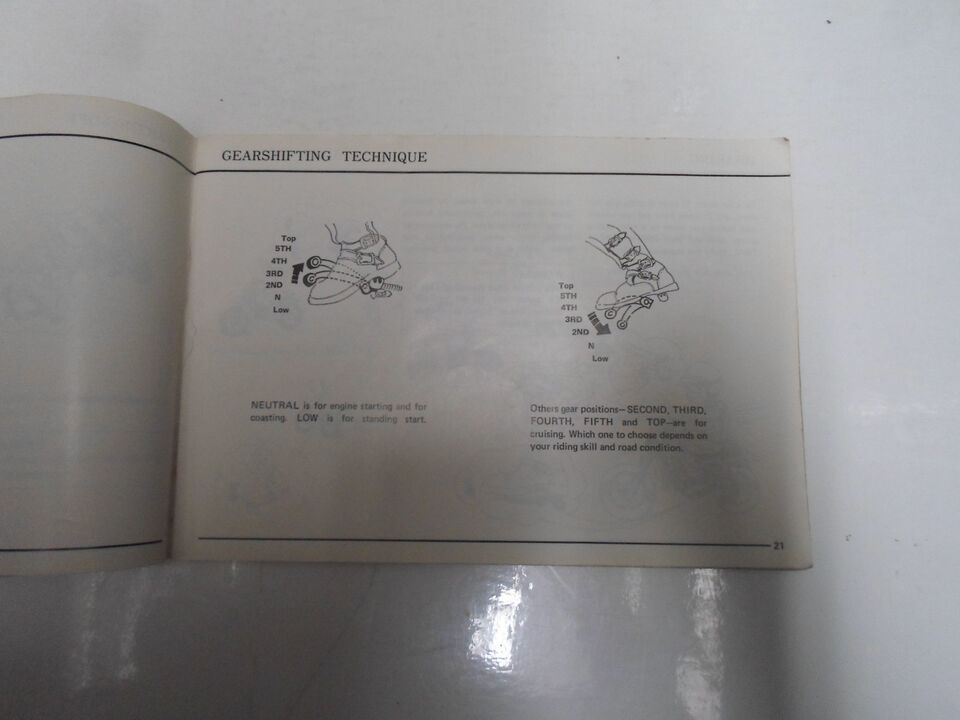 GEARSHIFTING TECHNIQUE
Top
5TH
4TH
3RD
2ND
N
Low
NEUTRAL is for engine starting and for
coasting. LOW is for standing start.
Top
5TH
4TH
3RD
2ND
N
Low
Others gear positions—SECOND, THIRD,
FOURTH, FIFTH and TOP—are for
cruising. Which one to choose depends on
your riding skill and road condition.
21